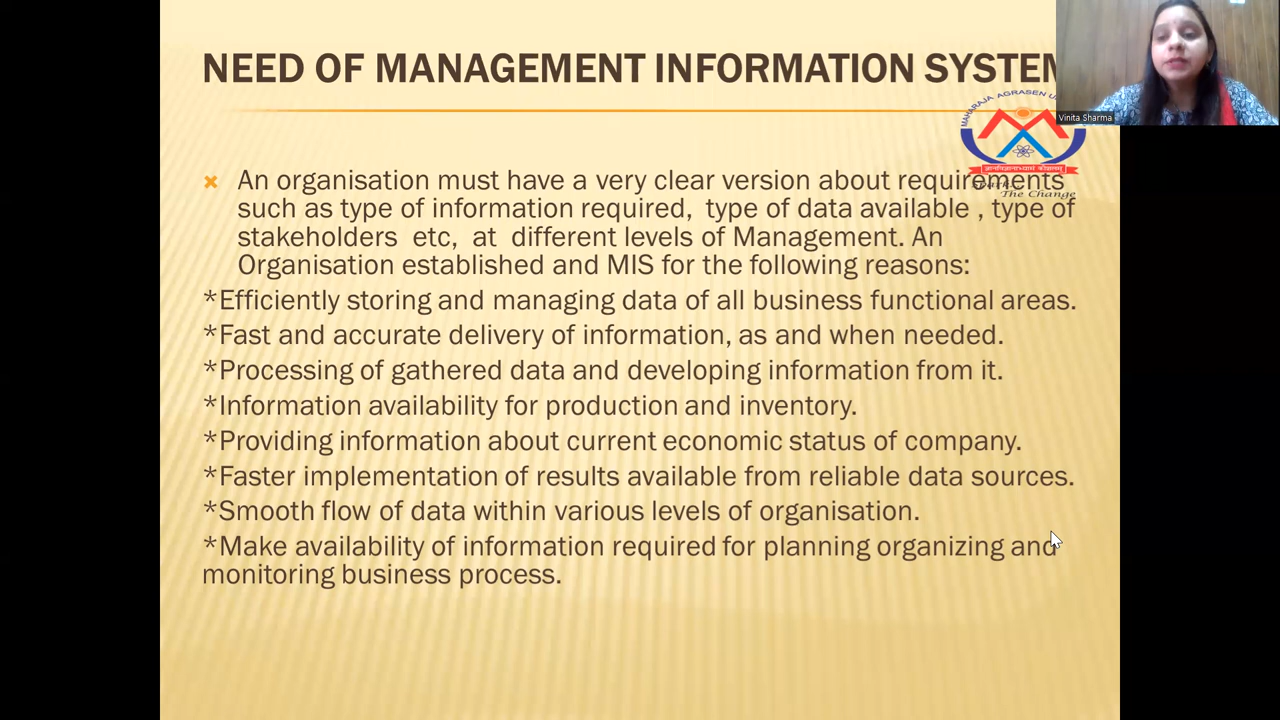 NEED OF MANAGEMENT INFORMATION SYSTEM
Vinita Sharma
MAHARAJA AGRASEN U
The Change
An organisation must have a very clear version about requirements
such as type of information required, type of data available , type of
stakeholders etc, at different levels of Management. An
Organisation established and MIS for the following reasons:
*Efficiently storing and managing data of all business functional areas.
*Fast and accurate delivery of information, as and when needed.
*Processing of gathered data and developing information from it.
*Information availability for production and inventory.
*Providing information about current economic status of company.
*Faster implementation of results available from reliable data sources.
*Smooth flow of data within various levels of organisation.
*Make availability of information required for planning organizing and
monitoring business process.